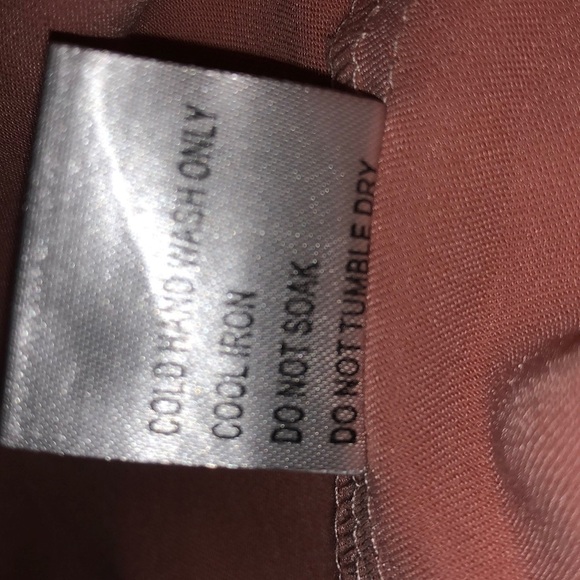 COLD HAND WASH ONLY
COOL IRON
DO NOT SOAK
DO NOT TUMBLE DRY